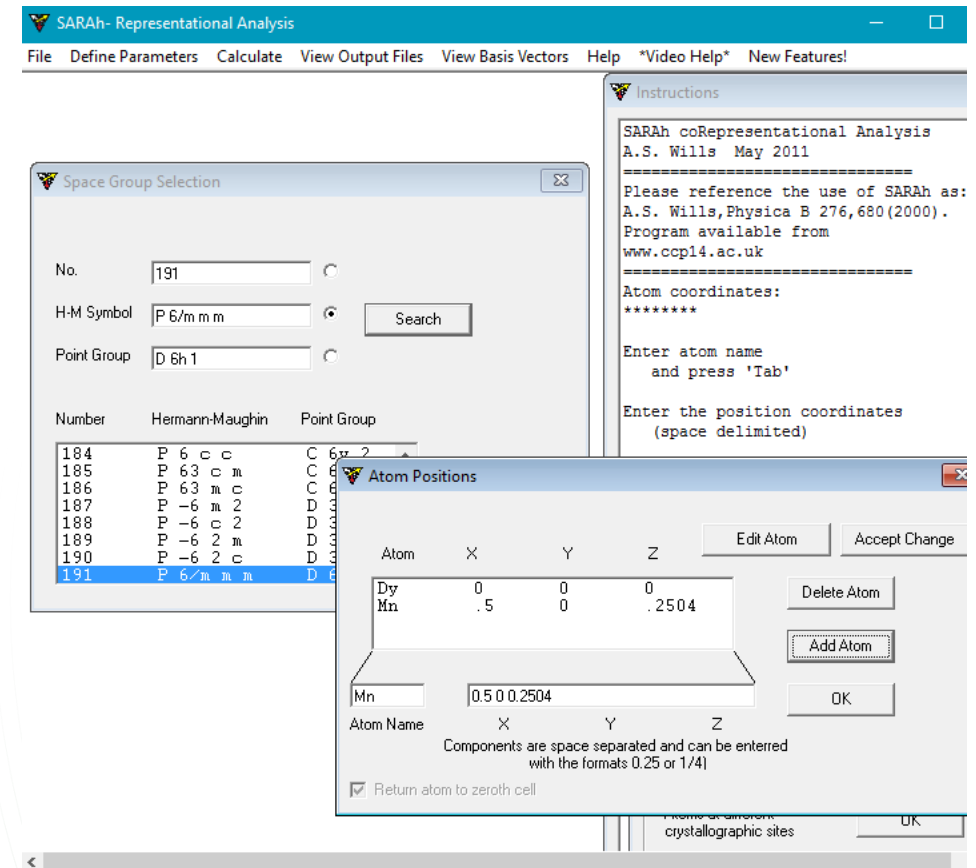 SARAh- Representational Analysis
File Define Parameters Calculate View Output Files View Basis Vectors Help *Video Help* New Features!
Instructions
SARAh coRepresentational Analysis
A.S. Wills May 2011
================================
Please reference the use of SARAh as:
A.S. Wills,Physica B 276,680(2000).
Program available from
www.ccp14.ac.uk
================================
Atom coordinates:
********
Enter atom name
and press 'Tab'
Enter the position coordinates
(space delimited)
Space Group Selection
No. 191
H-M Symbol P 6/m m m
Search
Point Group D 6h 1
Number Hermann-Maughin Point Group
184 P 6 c c C 6v 2
185 P 63 c m C
186 P 63 m c C
187 P -6 m 2 D
188 P -6 c 2 D
189 P -6 2 m D
190 P -6 2 c D
191 P 6/m m m D
Atom Positions
Edit Atom Accept Change
Atom X Y Z
Dy 0 0 0
Mn .5 0 .2504
Delete Atom
Add Atom
Mn 0.5 0 0.2504
OK
Atom Name X Y Z
Components are space separated and can be enterred
with the formats 0.25 or 1/4)
Return atom to zeroth cell
crystallographic sites
OK